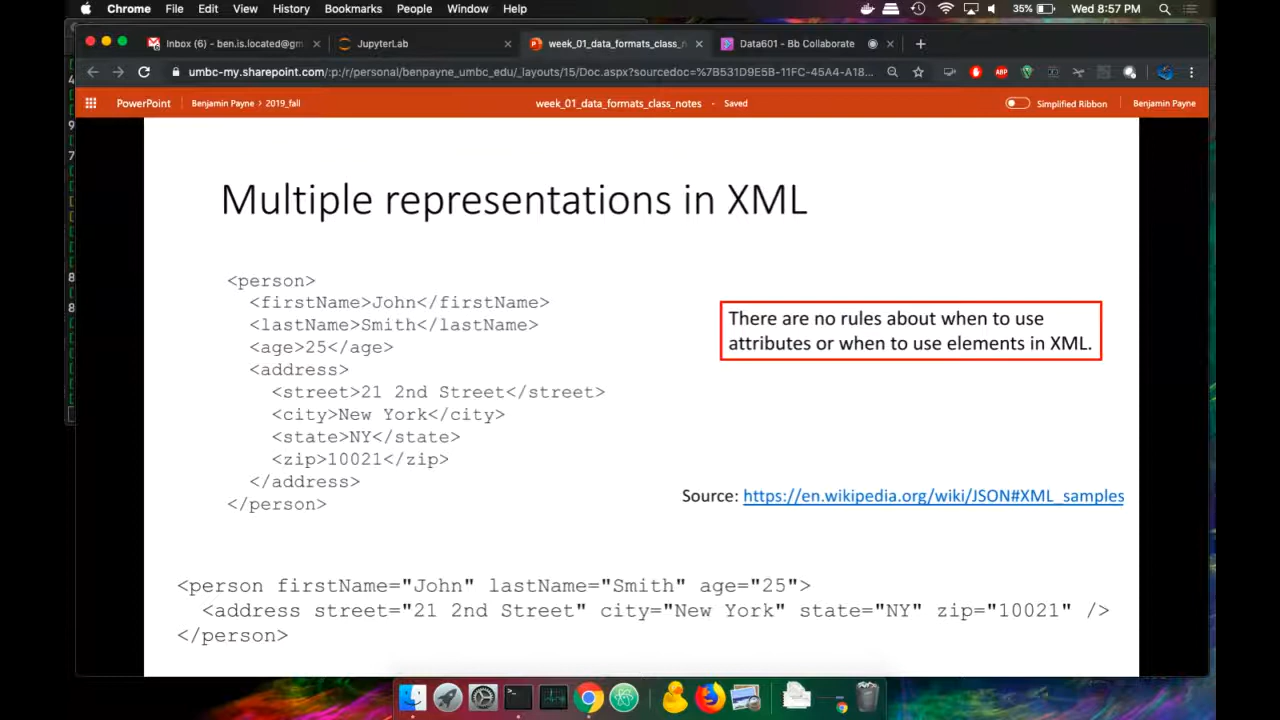 Chrome File Edit View History Bookmarks People Window Help 35% Wed 8:57 PM
Inbox (6) - ben.is.located@gm JupyterLab week_01_data_formats_class_ Data601 - Bb Collaborate
umbc-my.sharepoint.com/:p:/r/personal/benpayne_umbc_edu/_layouts/15/Doc.aspx?sourcedoc=%7B531D9E5B-11FC-45A4-A18... ABP
PowerPoint Benjamin Payne > 2019_fall week_01_data_formats_class_notes - Saved Simplified Ribbon Benjamin Payne
Multiple representations in XML
<person>
<firstName>John</firstName>
<lastName>Smith</lastName>
<age>25</age>
<address>
<street>21 2nd Street</street>
<city>New York</city>
<state>NY</state>
<zip>10021</zip>
</address>
</person>
There are no rules about when to use
attributes or when to use elements in XML.
Source: https://en.wikipedia.org/wiki/JSON#XML_samples
<person firstName="John" lastName="Smith" age="25">
<address street="21 2nd Street" city="New York" state="NY" zip="10021" />
</person>